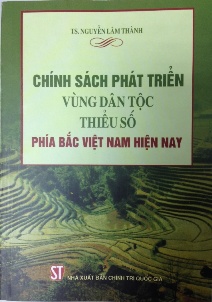 TS. NGUYỄN LÂM THÀNH
CHÍNH SÁCH PHÁT TRIỂN
VÙNG DÂN TỘC
THIỂU SỐ
PHÍA BẮC VIỆT NAM HIỆN NAY
ST NHÀ XUẤT BẢN CHÍNH TRỊ QUỐC GIA